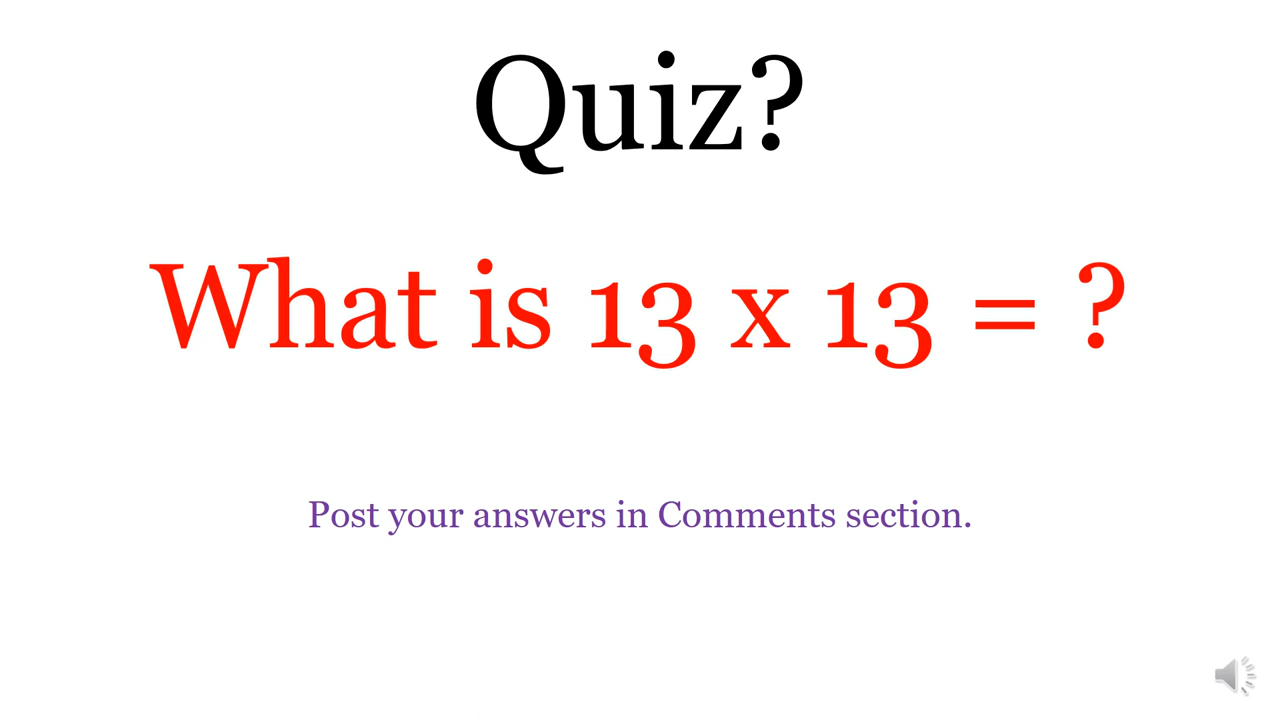 Quiz?
What is 13 x 13 = ?
Post your answers in Comments section.